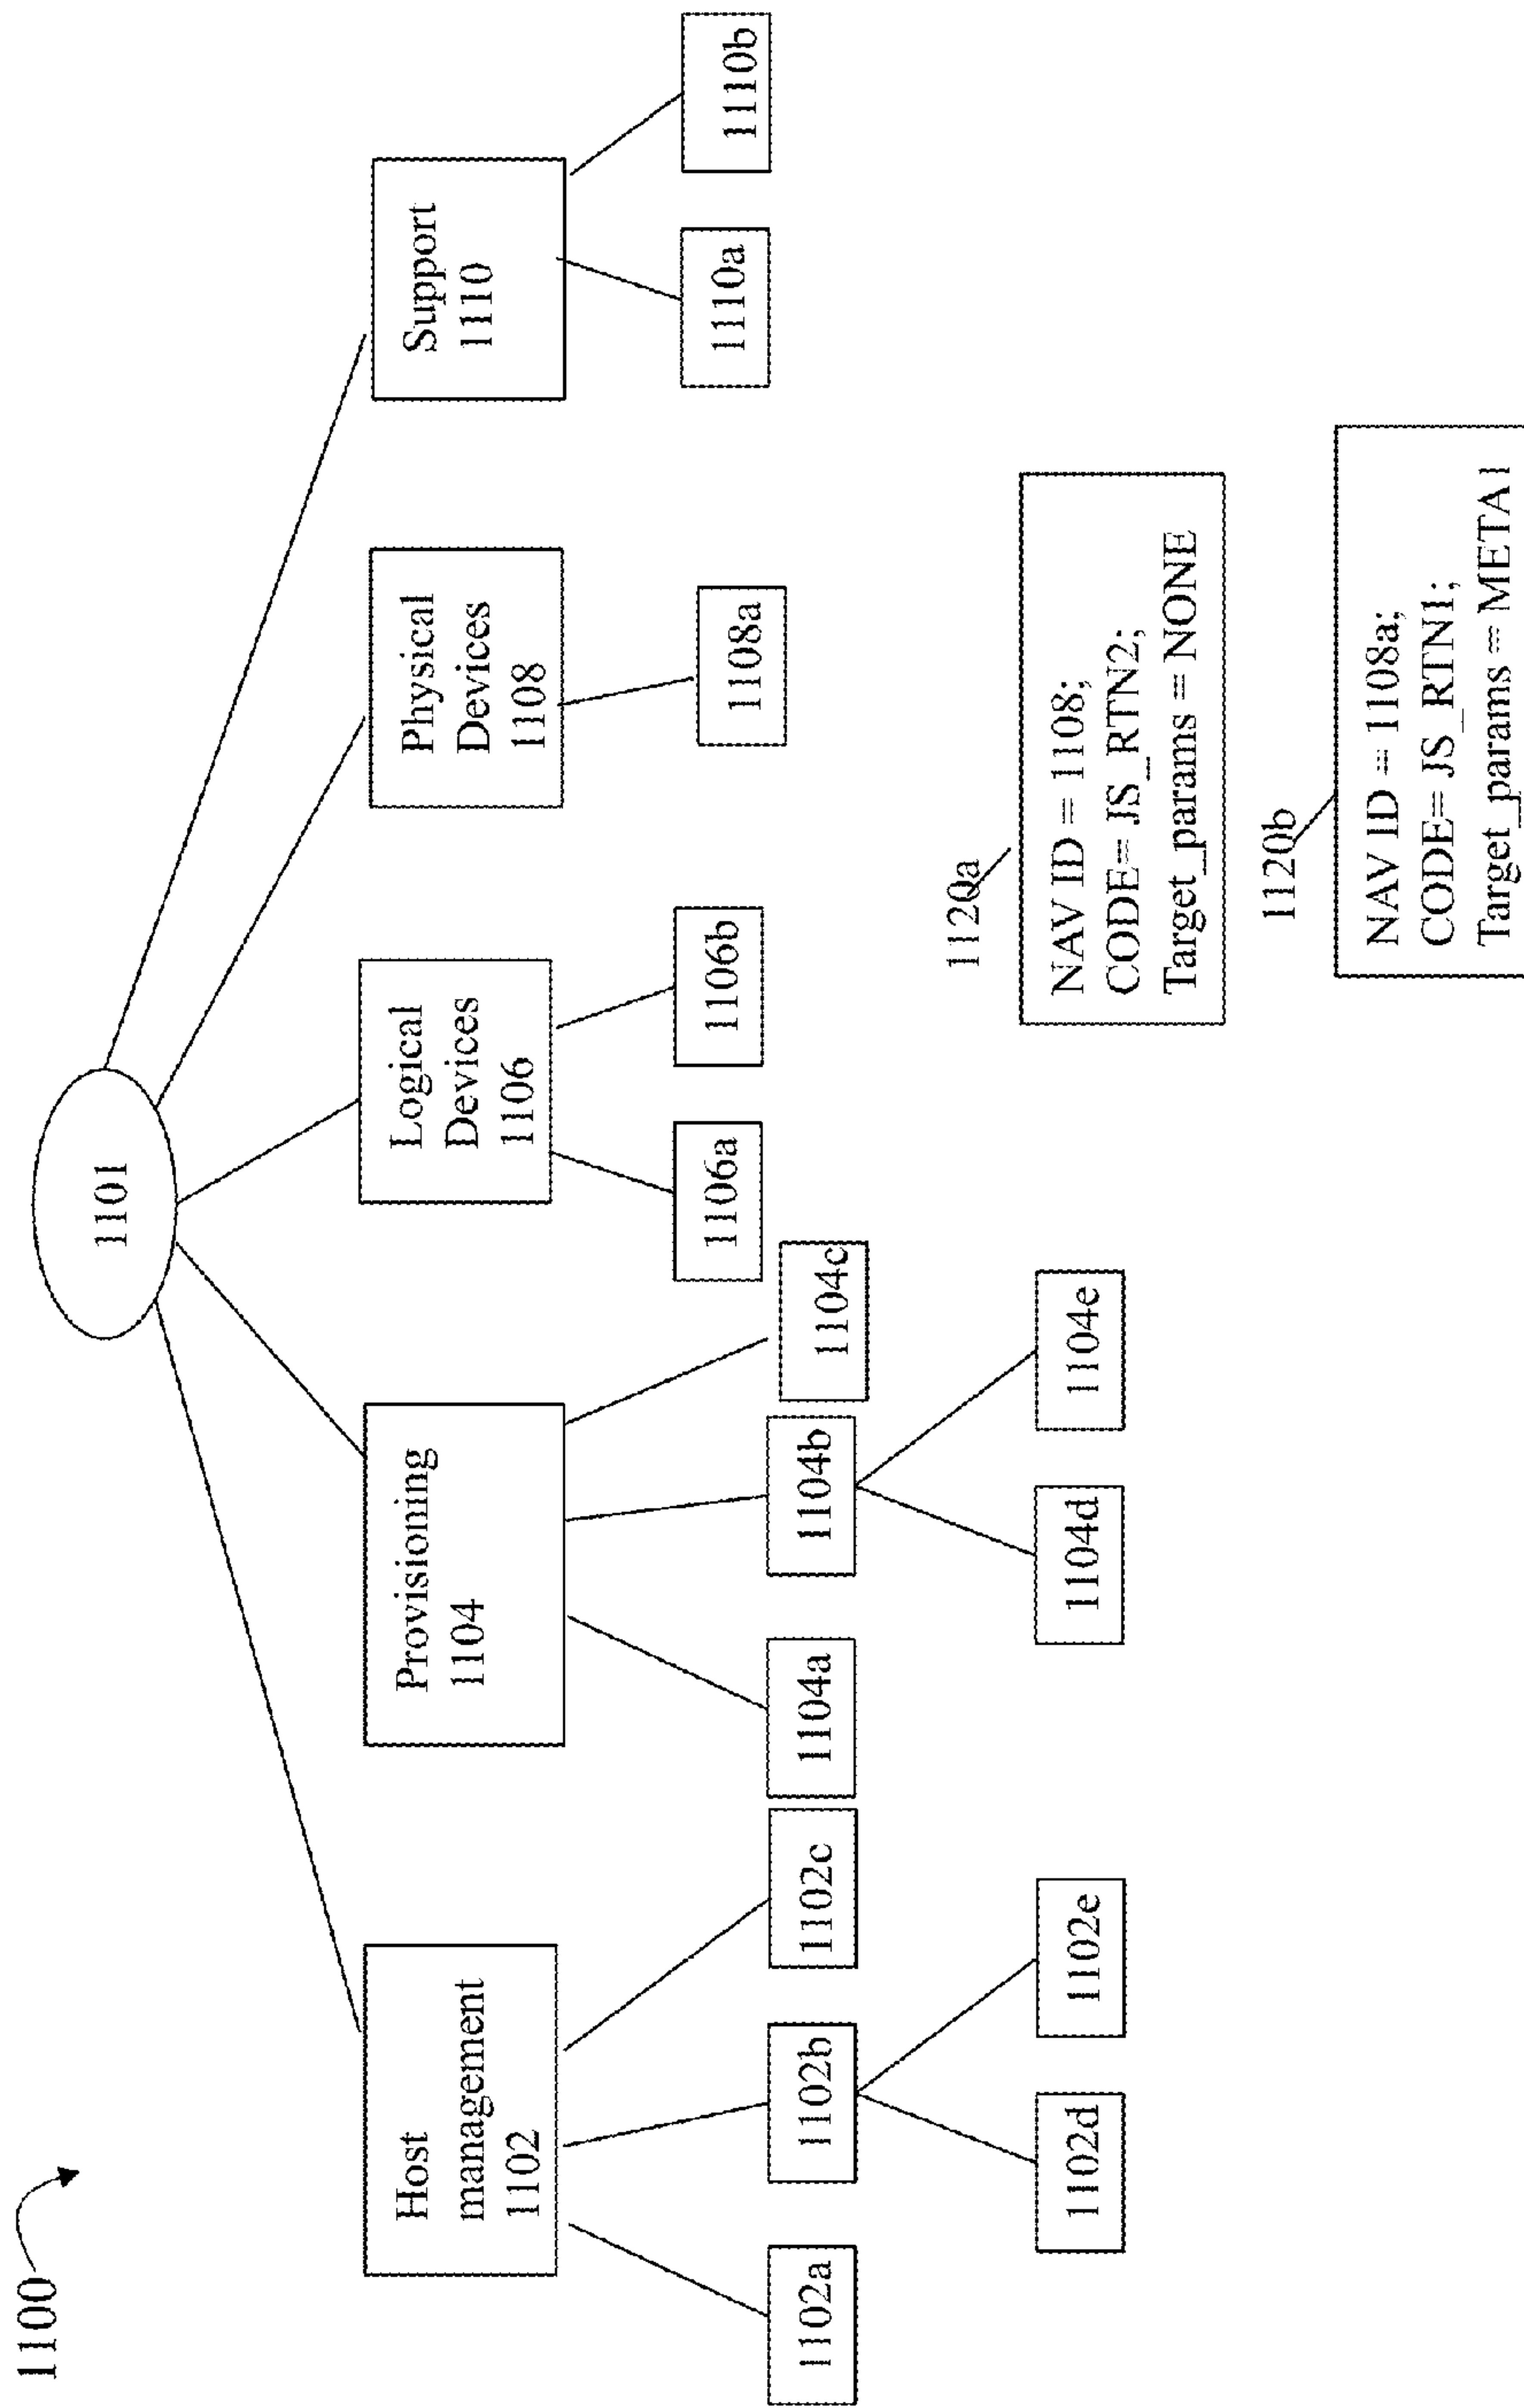 1100
1101
Host
management
1102
Provisioning
1104
Logical
Devices
1106
Physical
Devices
1108
Support
1110
1102a
1102b
1102c
1104a
1104b
1104c
1106a
1106b
1108a
1110a
1110b
1102d
1102e
1104d
1104e
1120a
NAV ID = 1108;
CODE= JS_RTN2;
Target_params = NONE
1120b
NAV ID = 1108a;
CODE= JS_RTN1;
Target_params = META1